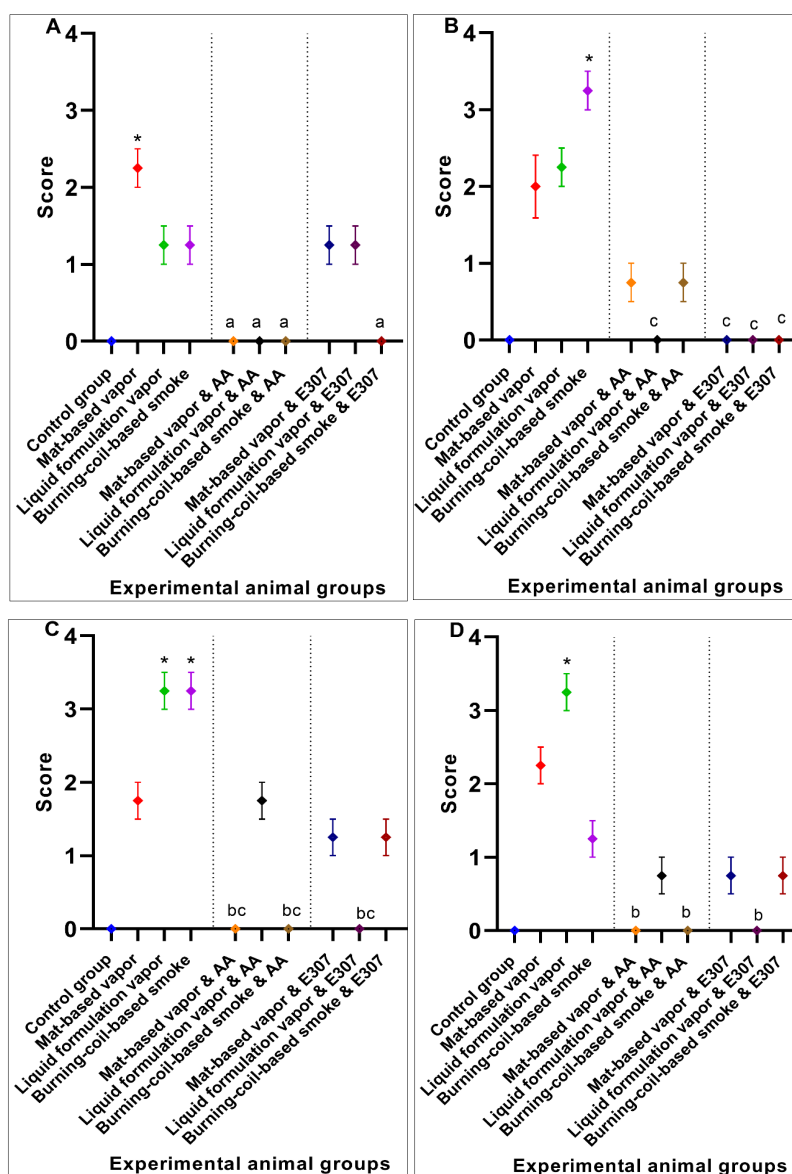 A
4
3
2
1
0
Score
*
a
a
a
a
Control group
Mat-based vapor
Liquid formulation vapor
Burning-coil-based smoke
Mat-based vapor & AA
Liquid formulation vapor & AA
Burning-coil-based smoke & AA
Mat-based vapor & E307
Liquid formulation vapor & E307
Burning-coil-based smoke & E307
Experimental animal groups
B
4
3
2
1
0
Score
*
c
c
c
c
Control group
Mat-based vapor
Liquid formulation vapor
Burning-coil-based smoke
Mat-based vapor & AA
Liquid formulation vapor & AA
Burning-coil-based smoke & AA
Mat-based vapor & E307
Liquid formulation vapor & E307
Burning-coil-based smoke & E307
Experimental animal groups
C
4
3
2
1
0
Score
*
*
bc
bc
bc
Control group
Mat-based vapor
Liquid formulation vapor
Burning-coil-based smoke
Mat-based vapor & AA
Liquid formulation vapor & AA
Burning-coil-based smoke & AA
Mat-based vapor & E307
Liquid formulation vapor & E307
Burning-coil-based smoke & E307
Experimental animal groups
D
4
3
2
1
0
Score
*
b
b
b
Control group
Mat-based vapor
Liquid formulation vapor
Burning-coil-based smoke
Mat-based vapor & AA
Liquid formulation vapor & AA
Burning-coil-based smoke & AA
Mat-based vapor & E307
Liquid formulation vapor & E307
Burning-coil-based smoke & E307
Experimental animal groups